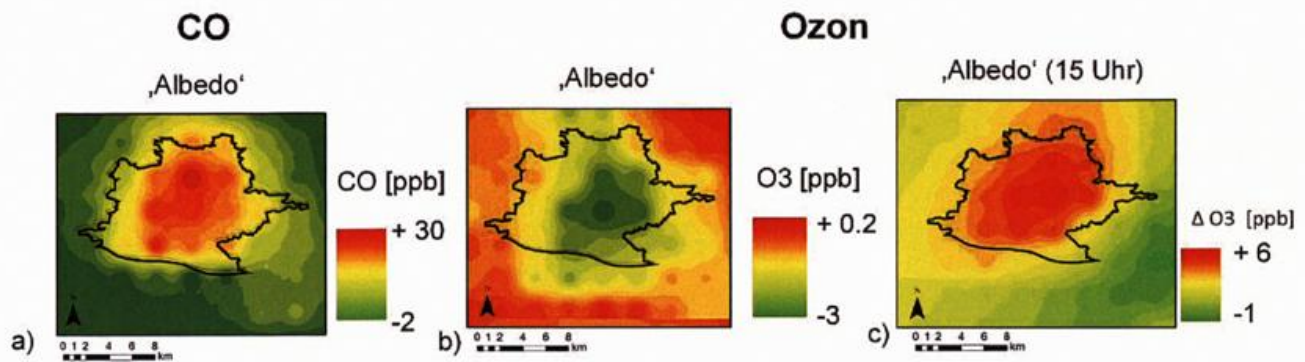 CO
Ozon
‚Albedo‘
‚Albedo‘
‚Albedo‘ (15 Uhr)
CO [ppb]
+ 30
-2
O3 [ppb]
+ 0.2
-3
Δ O3 [ppb]
+ 6
-1
a)
0 1 2 4 6 8
km
b)
0 1 2 4 6 8
km
c)
0 1 2 4 6 8
km